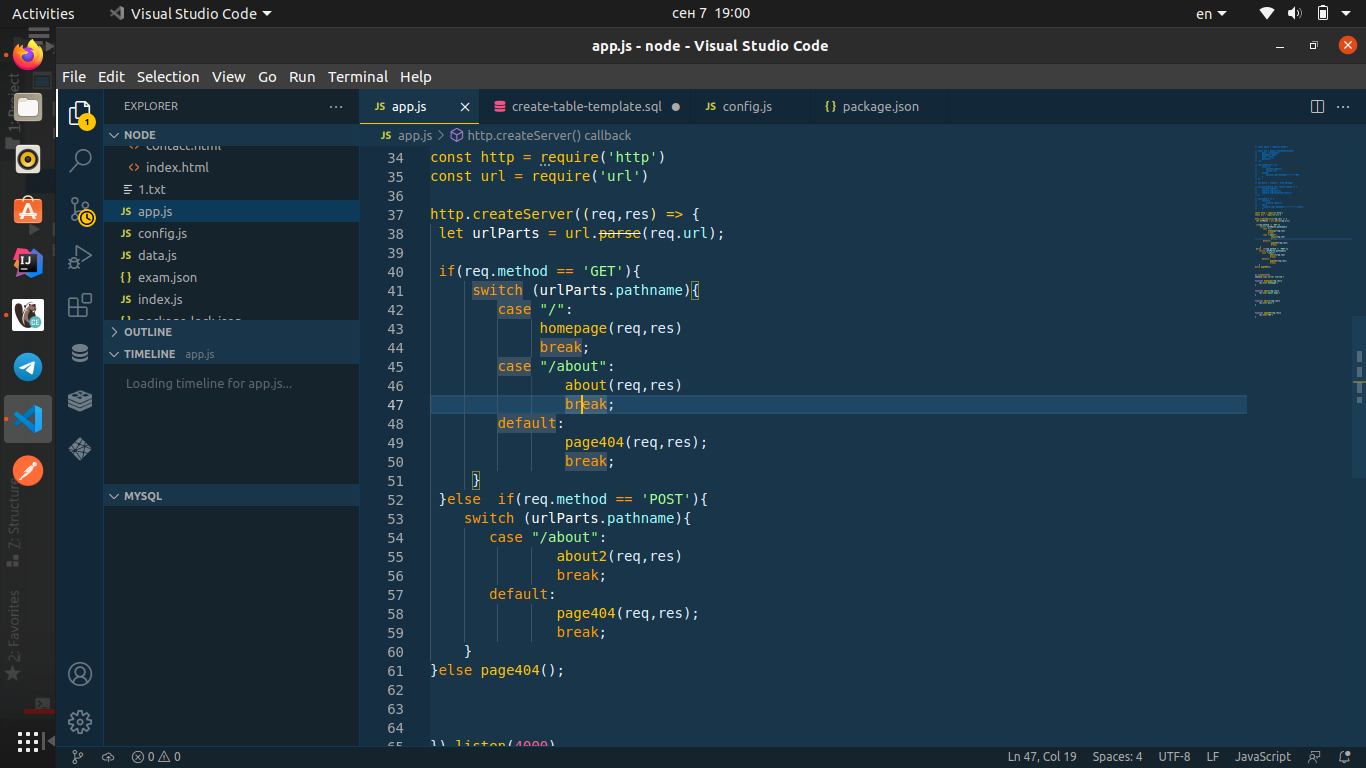 Activities Visual Studio Code сен 7 19:00 en
app.js - node - Visual Studio Code
File Edit Selection View Go Run Terminal Help
EXPLORER
app.js create-table-template.sql config.js package.json
app.js > http.createServer() callback
NODE
contact.html
index.html
1.txt
app.js
config.js
data.js
exam.json
index.js
package-lock.json
OUTLINE
TIMELINE app.js
Loading timeline for app.js...
MYSQL
1
1: Project
Z: Structure
2: Favorites
34 const http = require('http')
35 const url = require('url')
36
37 http.createServer((req,res) => {
38 let urlParts = url.parse(req.url);
39
40 if(req.method == 'GET'){
41 switch (urlParts.pathname){
42 case "/":
43 homepage(req,res)
44 break;
45 case "/about":
46 about(req,res)
47 break;
48 default:
49 page404(req,res);
50 break;
51 }
52 }else if(req.method == 'POST'){
53 switch (urlParts.pathname){
54 case "/about":
55 about2(req,res)
56 break;
57 default:
58 page404(req,res);
59 break;
60 }
61 }else page404();
62
63
64
65 }).listen(4000)
0 0 Ln 47, Col 19 Spaces: 4 UTF-8 LF JavaScript